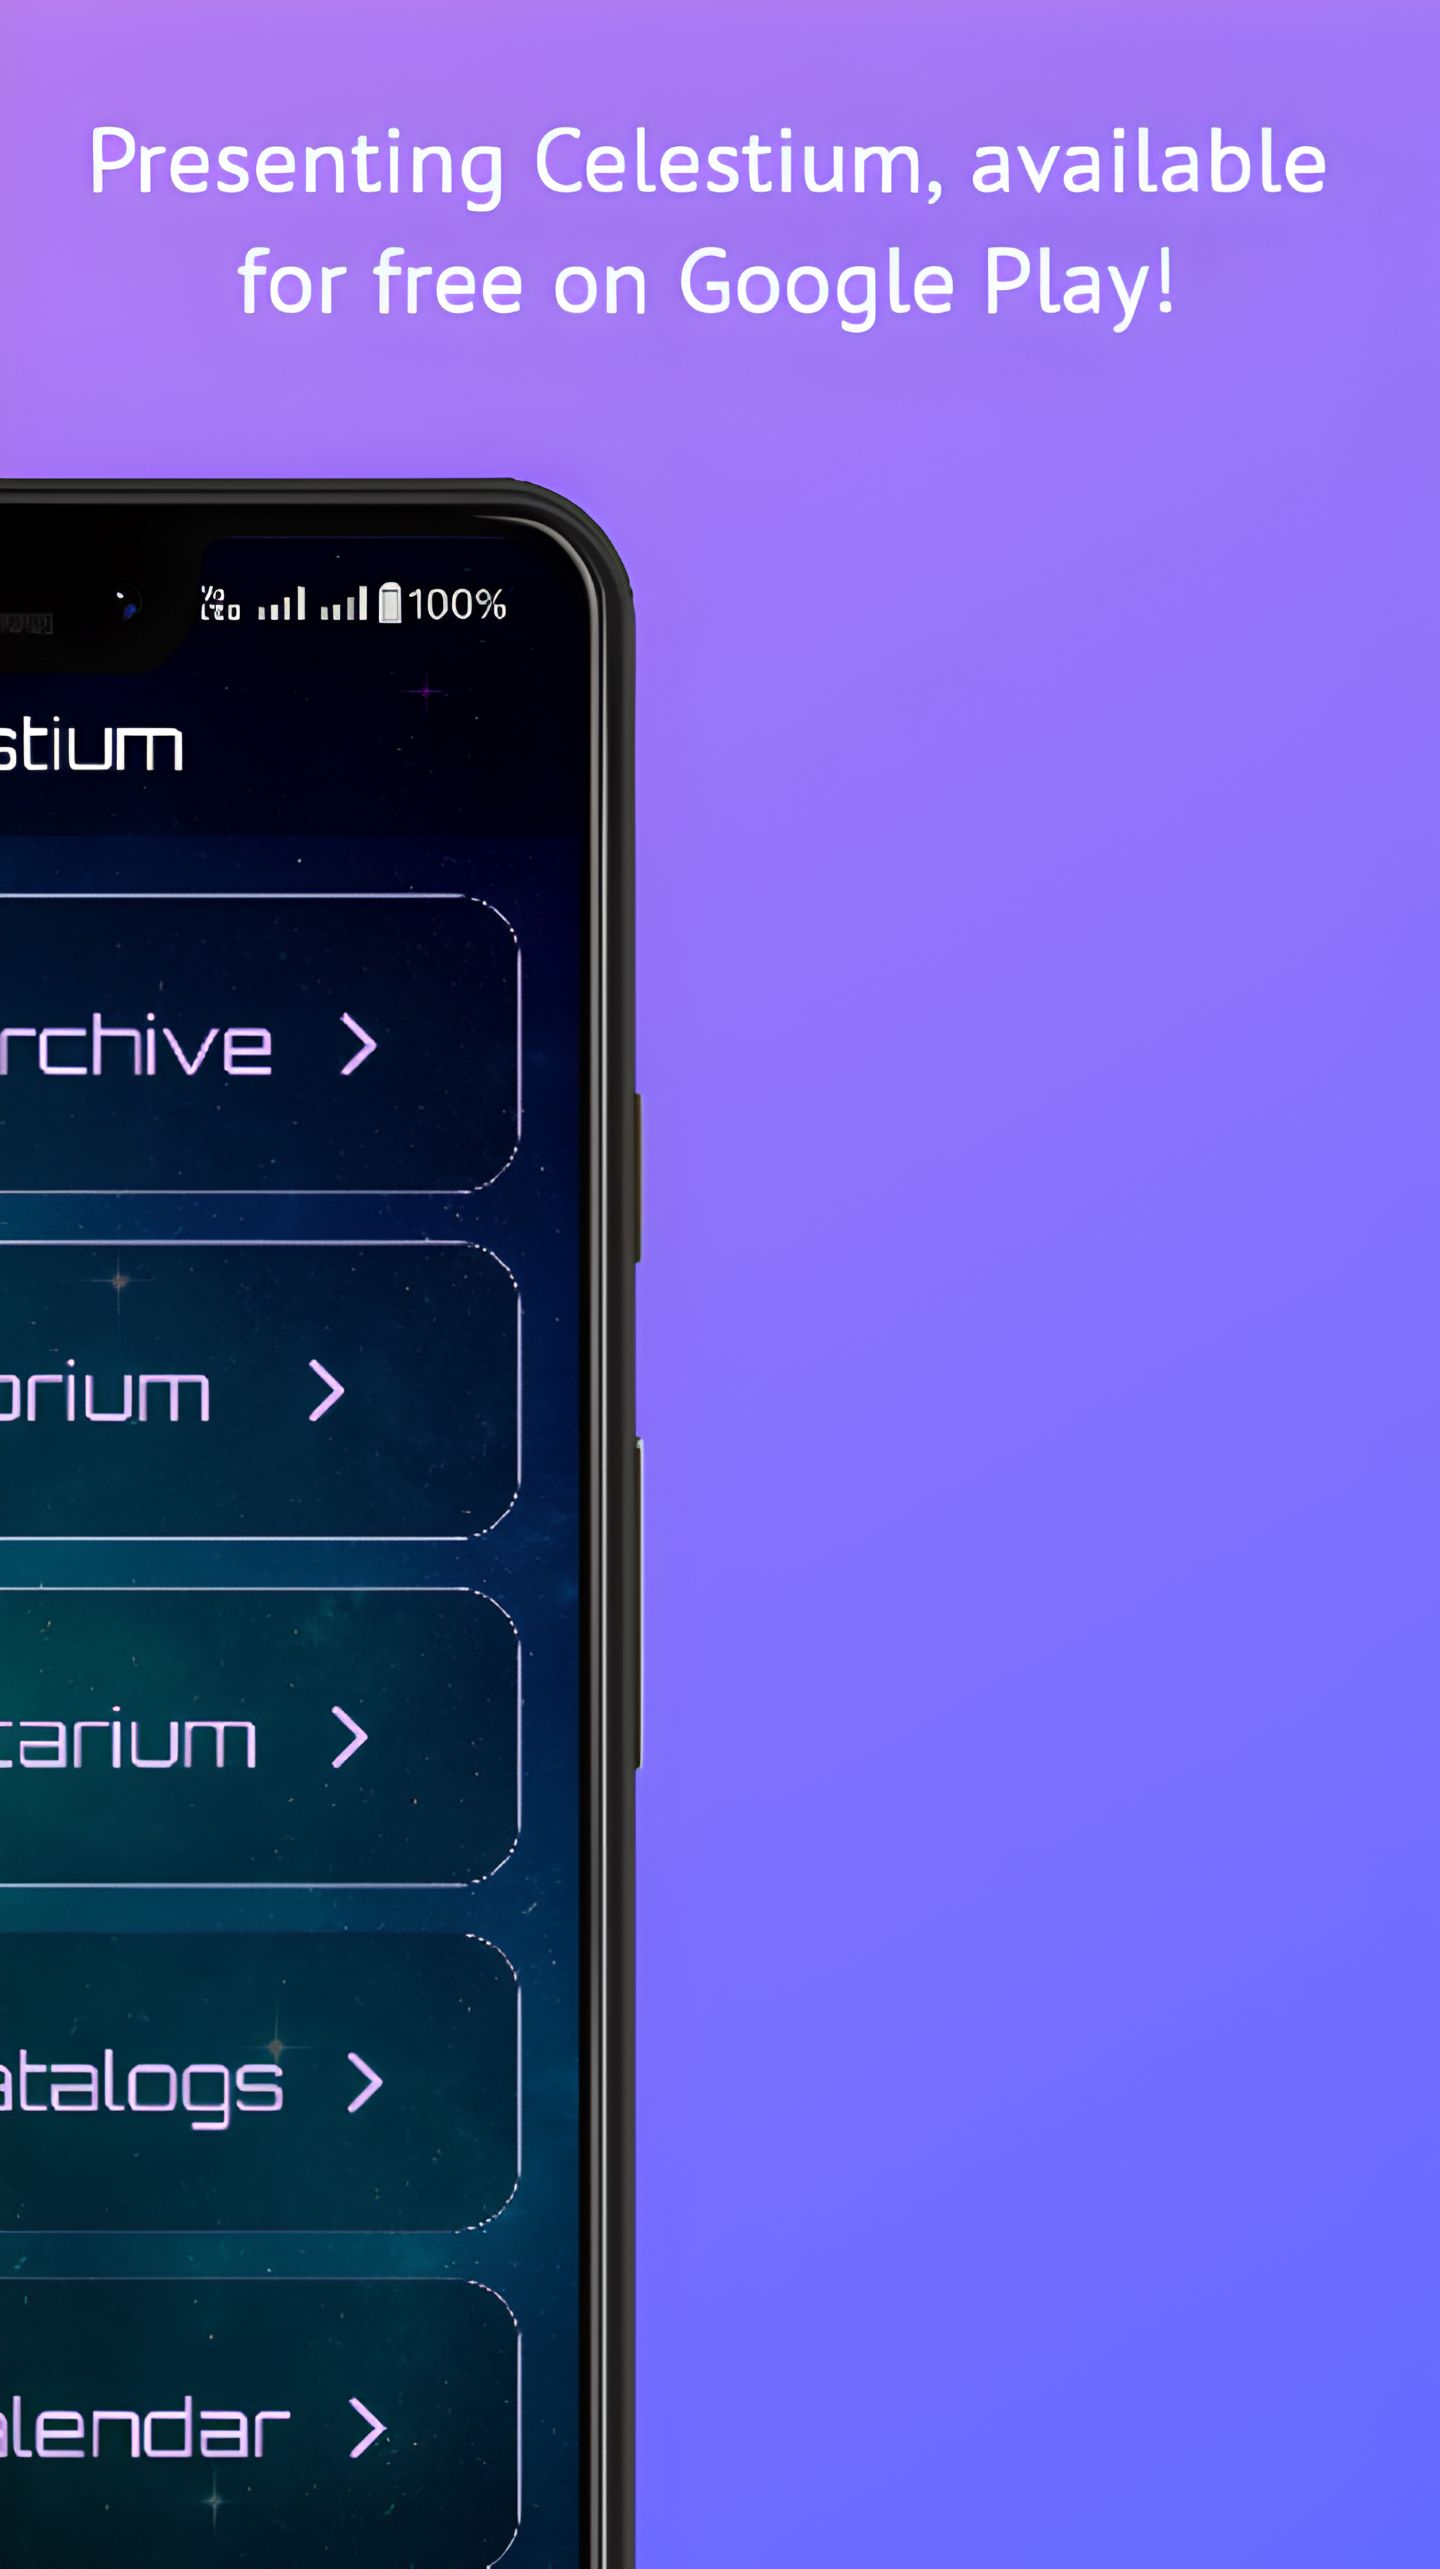 Presenting Celestium, available
for free on Google Play!
100%
stium
rchive
orium
tarium
atalogs
alendar